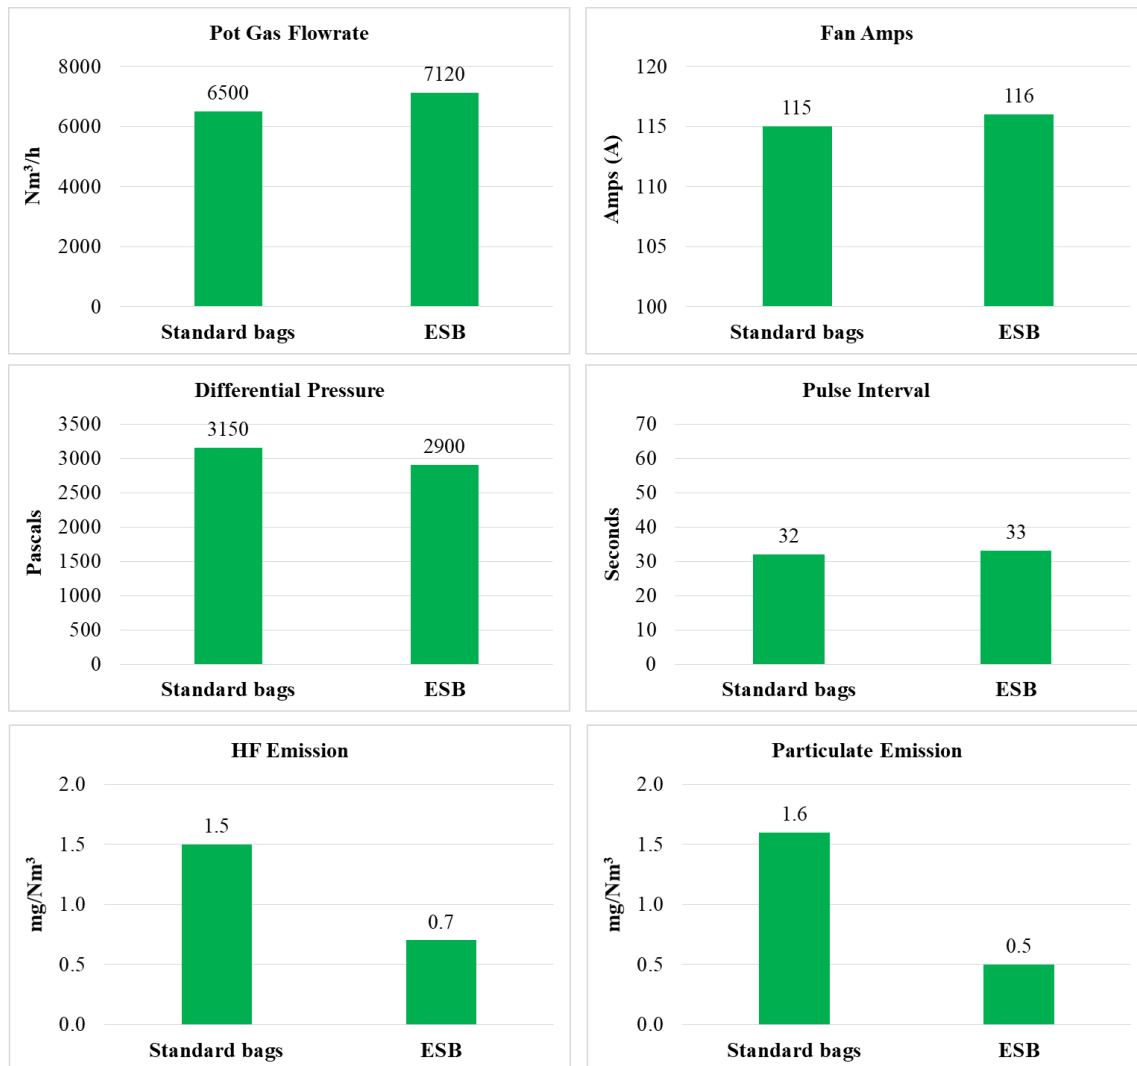 Pot Gas Flowrate
8000
6000
4000
2000
0
Nm³/h
6500
7120
Standard bags
ESB
Fan Amps
120
115
110
105
100
Amps (A)
115
116
Standard bags
ESB
Differential Pressure
3500
3000
2500
2000
1500
1000
500
0
Pascals
3150
2900
Standard bags
ESB
Pulse Interval
70
60
50
40
30
20
10
0
Seconds
32
33
Standard bags
ESB
HF Emission
2.0
1.5
1.0
0.5
0.0
mg/Nm³
1.5
0.7
Standard bags
ESB
Particulate Emission
2.0
1.5
1.0
0.5
0.0
mg/Nm³
1.6
0.5
Standard bags
ESB